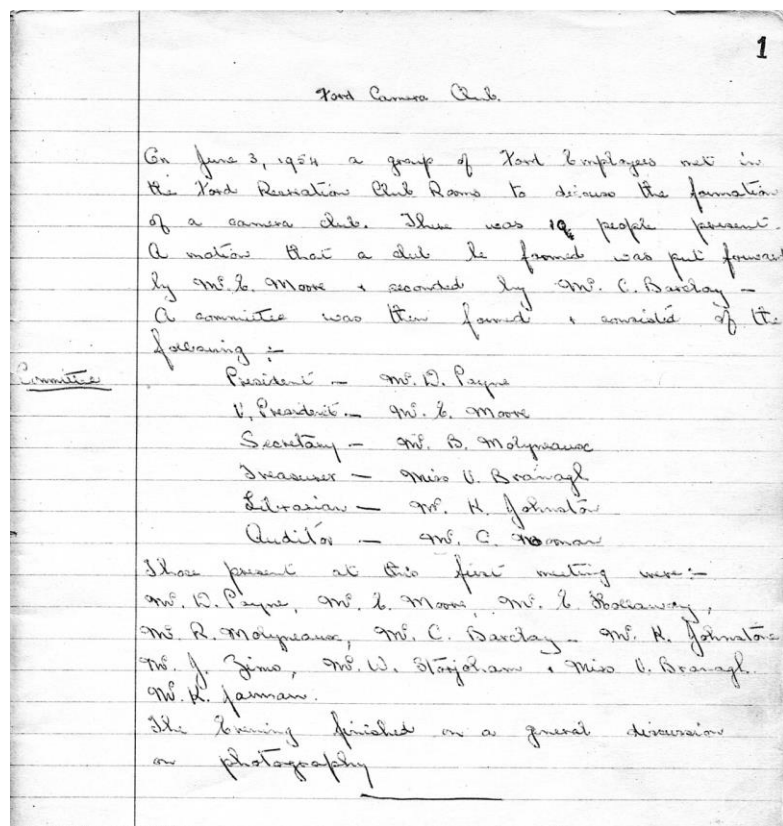 1
Ford Camera Club.
On June 3, 1954 a group of Ford Employees met in
the Ford Recreation Club Rooms to discuss the formation
of a camera club. There was 10 people present.
A motion that a club be formed was put forward
by Mr. E. Moore + seconded by Mr. C. Barclay –
A committee was then formed + consisted of the
following :–
Committee
President – Mr. D. Payne
V. President – Mr. E. Moore
Secretary – Mr. B. Molyneaux
Treasurer – Miss V. Branagh
Librarian – Mr. K. Johnston
Auditor – Mr. C.
Those present at this first meeting were :–
Mr. D. Payne, Mr. E. Moore, Mr. E. Holloway,
Mr. R. Molyneaux, Mr. C. Barclay – Mr. K. Johnstone
Mr. J. Zimo, Mr. W. + Miss V. Branagh
Mr. K. Jarman.
The Evening finished on a general discussion
on photography